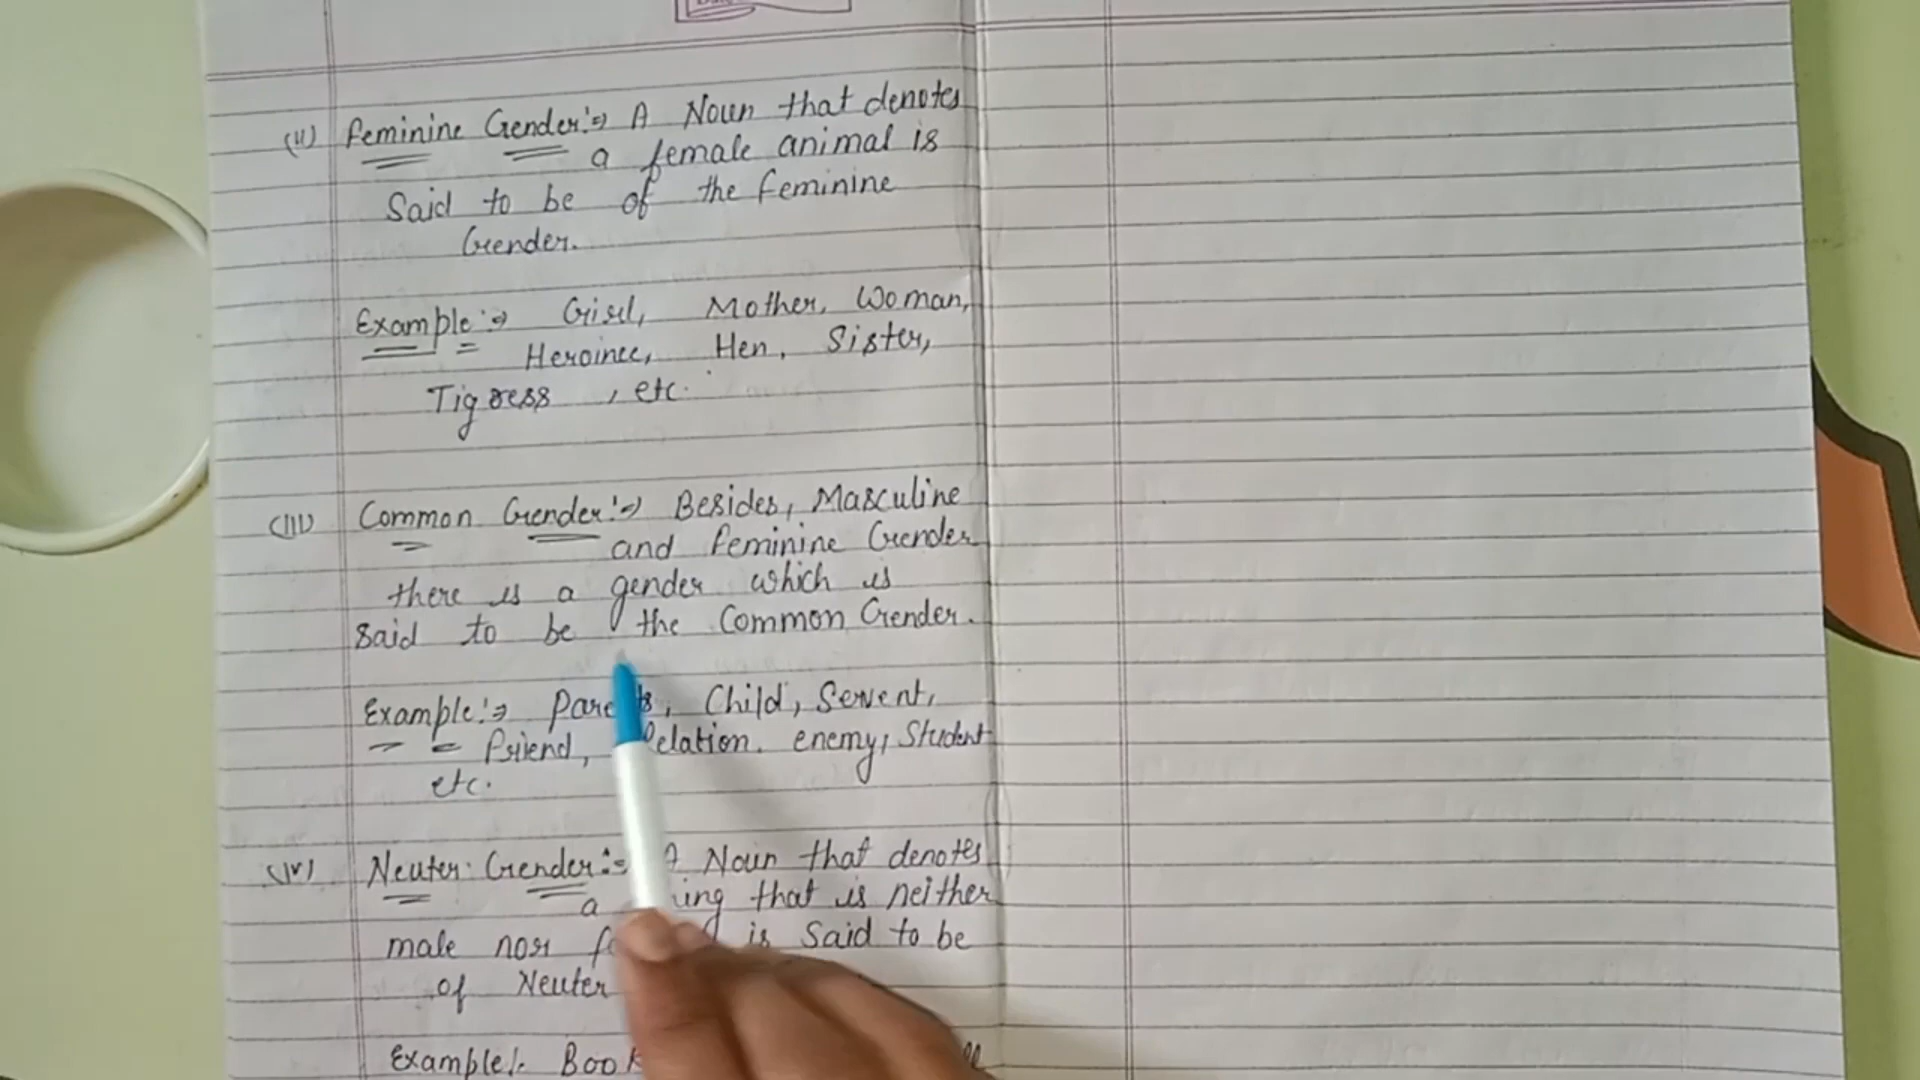 (II) Feminine Gender:⇒ A Noun that denotes
a female animal is
Said to be of the feminine
Gender.
Example:⇒ Girl, Mother, Woman,
Heroinee, Hen, Sister,
Tigress , etc.
(III) Common Gender:⇒ Besides, Masculine
and feminine Gender
there is a gender which is
said to be the Common Gender.
Example:⇒ Parents, Child, Servent,
friend, Relation. enemy, Student
etc.
(IV) Neuter Gender:⇒ A Noun that denotes
a that is neither
male nor is Said to be
of Neuter
Example:- Book